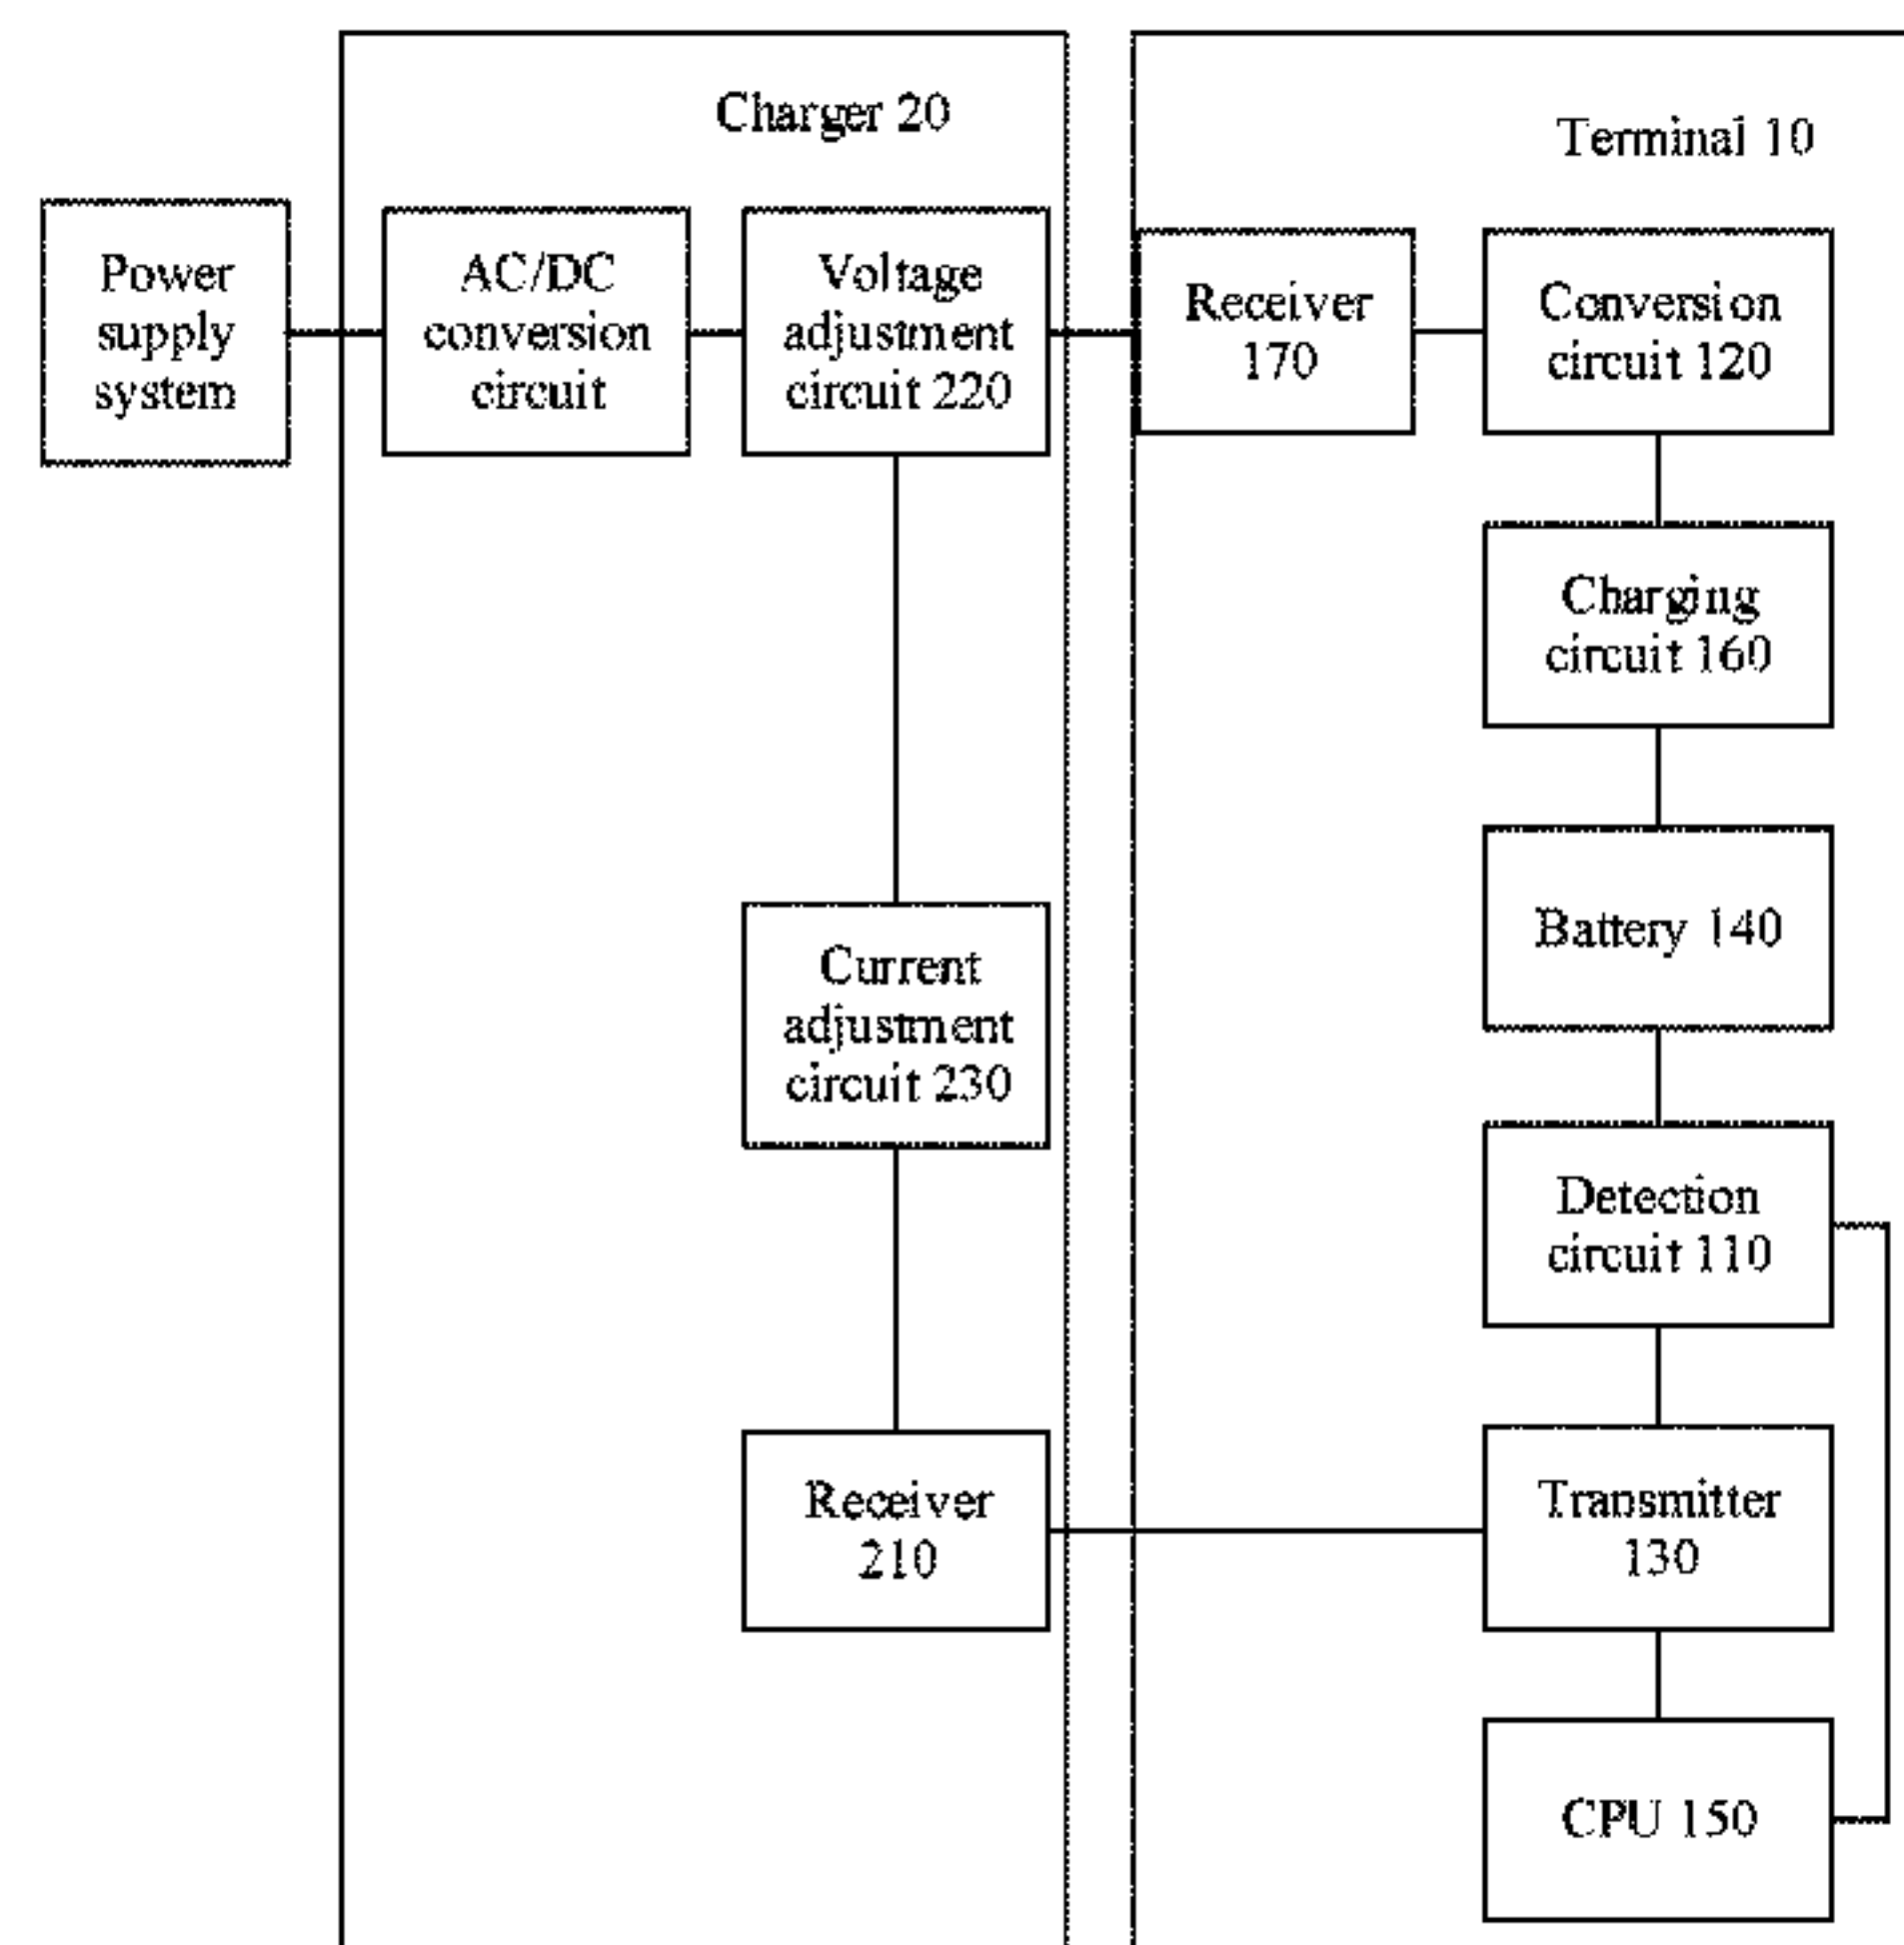 Charger 20
Terminal 10
Power
supply
system
AC/DC
conversion
circuit
Voltage
adjustment
circuit 220
Receiver
170
Conversion
circuit 120
Charging
circuit 160
Battery 140
Current
adjustment
circuit 230
Detection
circuit 110
Receiver
210
Transmitter
130
CPU 150